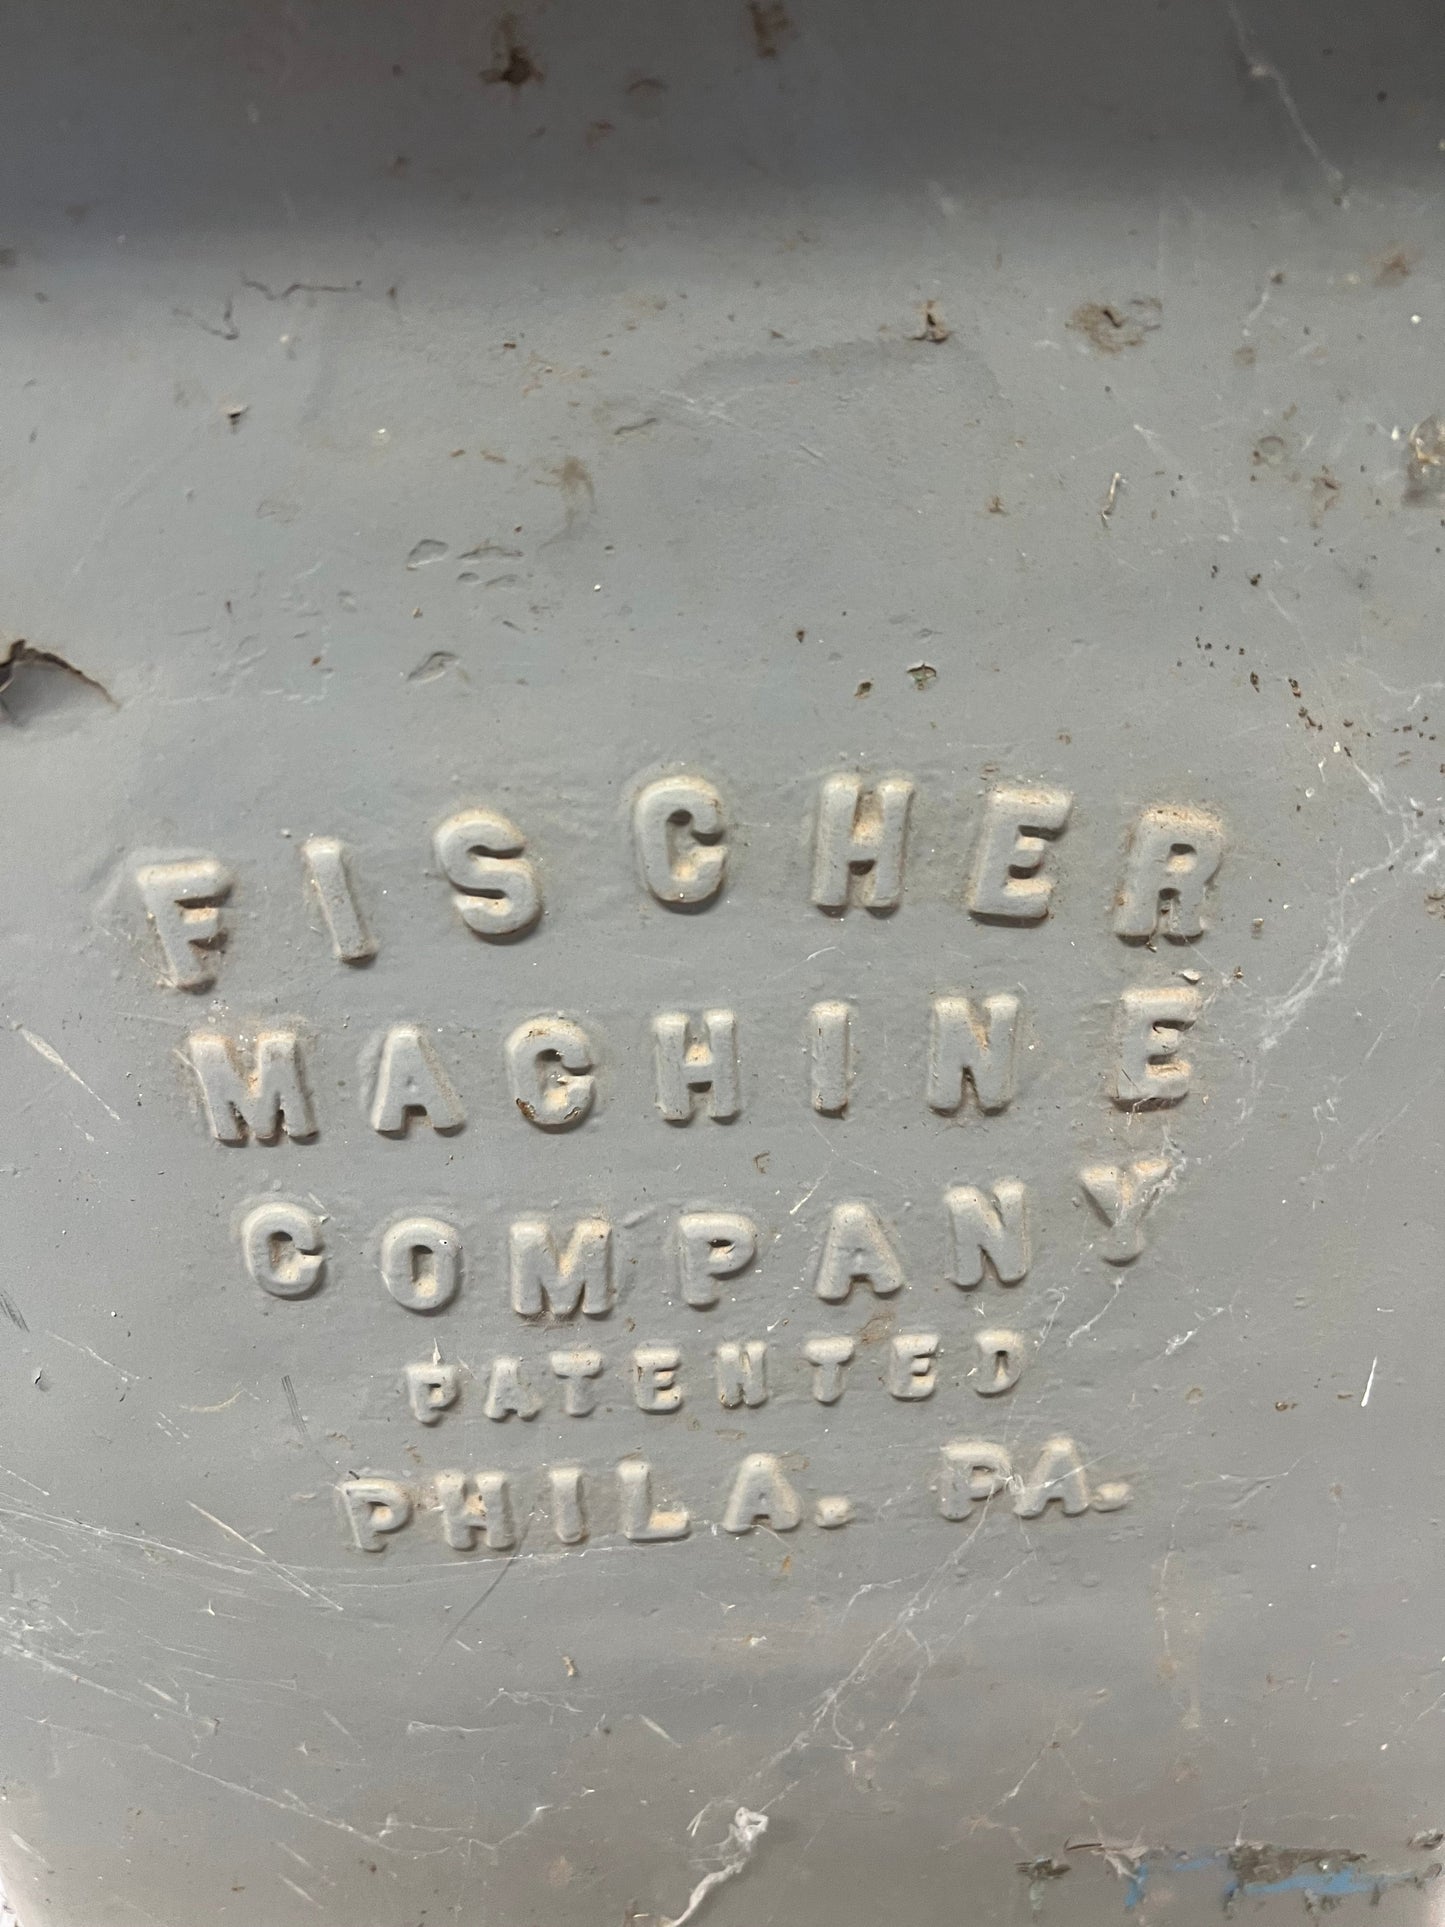 FISCHER
MACHINE
COMPANY
PATENTED
PHILA. PA.